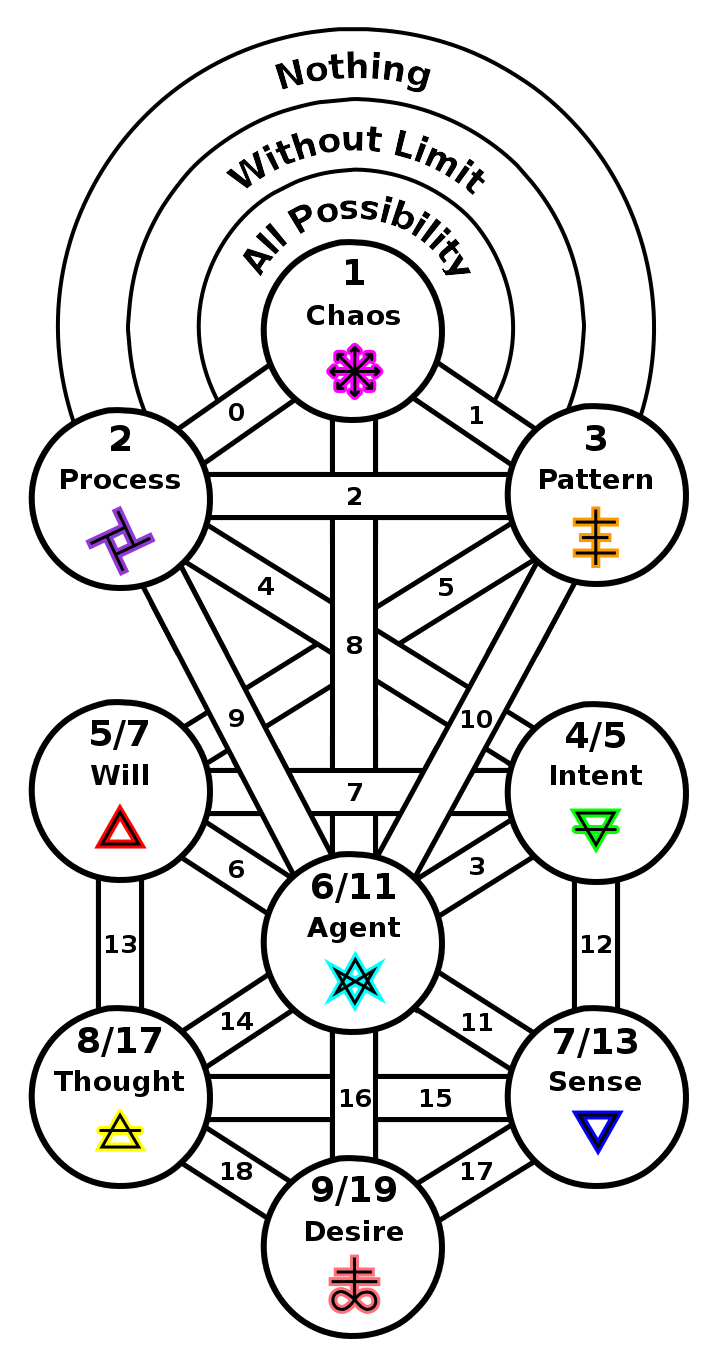 Nothing
Without Limit
All Possibility
1
Chaos
0
1
2
Process
3
Pattern
2
4
5
8
9
10
5/7
Will
4/5
Intent
7
6
3
6/11
Agent
13
12
14
11
8/17
Thought
7/13
Sense
16
15
18
17
9/19
Desire